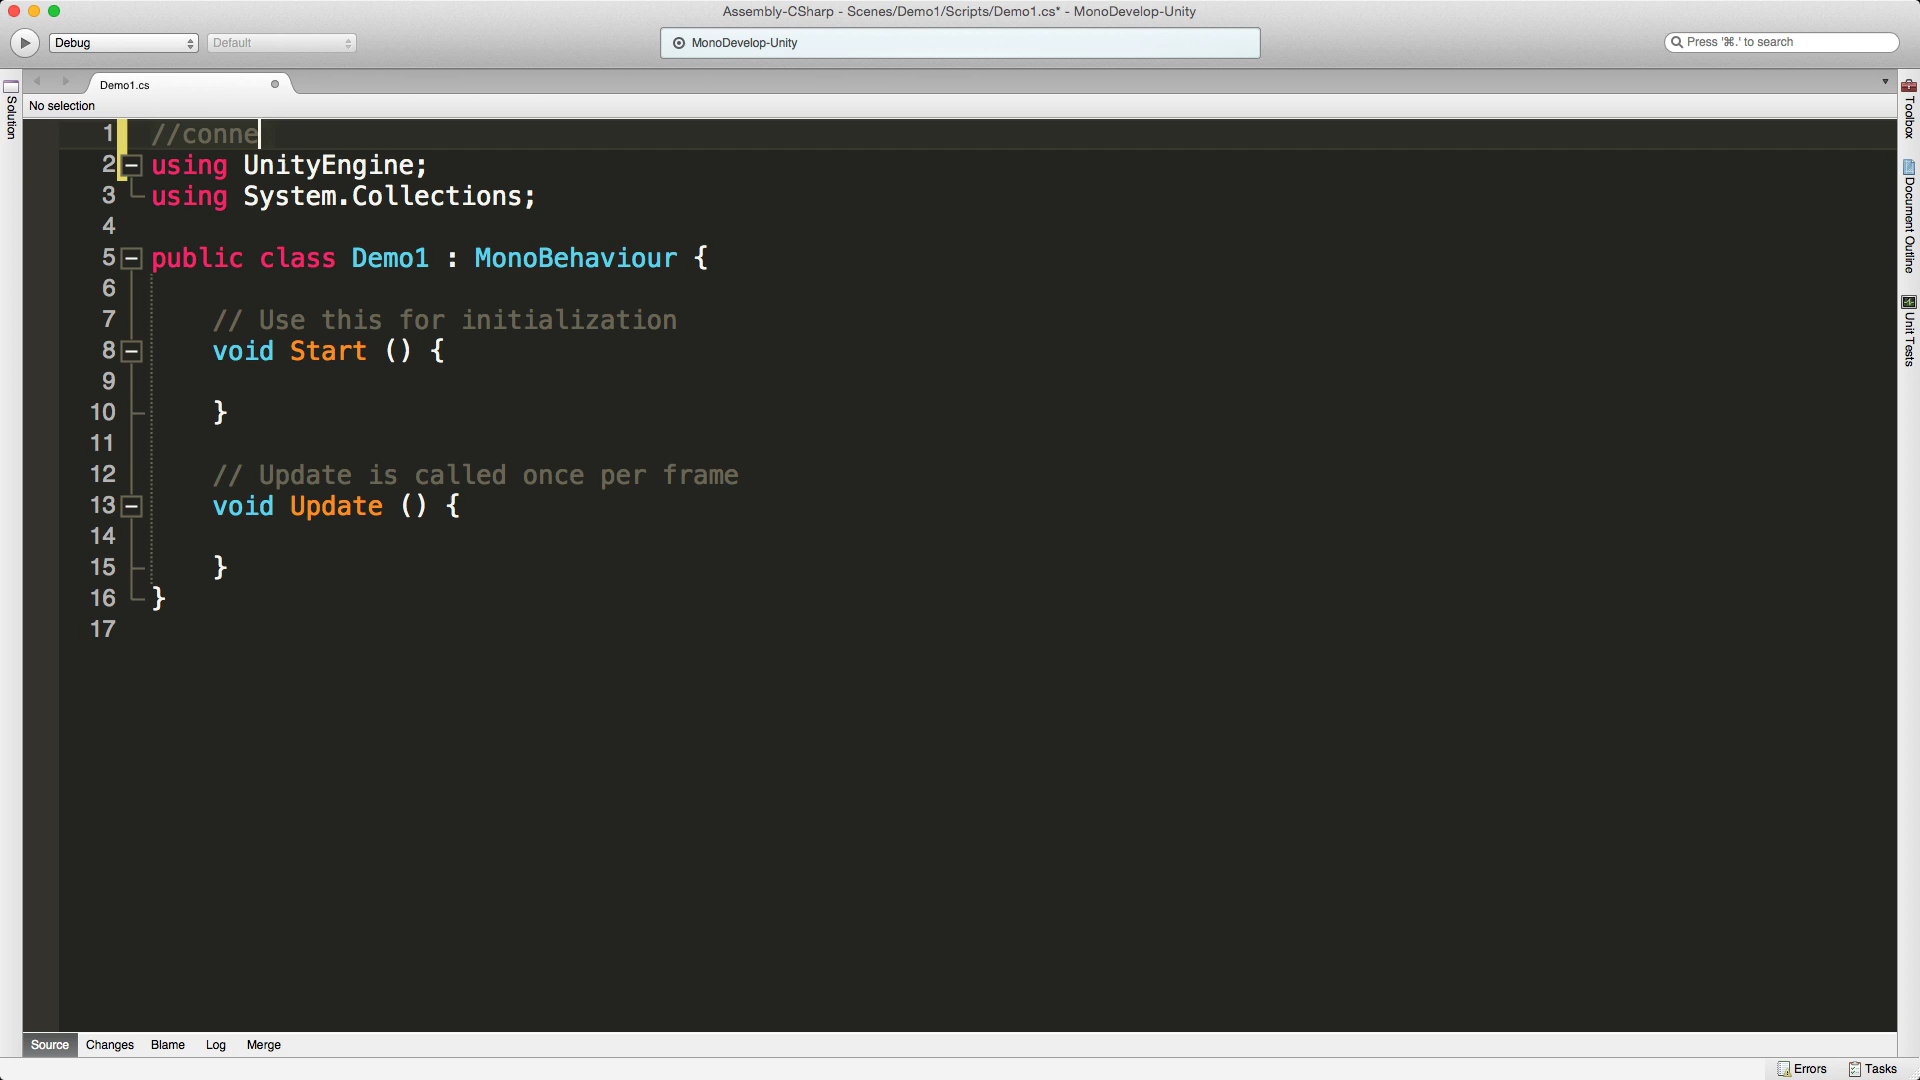 Assembly-CSharp - Scenes/Demo1/Scripts/Demo1.cs* - MonoDevelop-Unity
Debug
Default
MonoDevelop-Unity
Press '⌘.' to search
Demo1.cs
No selection
Solution
Toolbox
Document Outline
Unit Tests
1 //conne
2 using UnityEngine;
3 using System.Collections;
4
5 public class Demo1 : MonoBehaviour {
6
7 // Use this for initialization
8 void Start () {
9
10 }
11
12 // Update is called once per frame
13 void Update () {
14
15 }
16 }
17
Source Changes Blame Log Merge
Errors Tasks